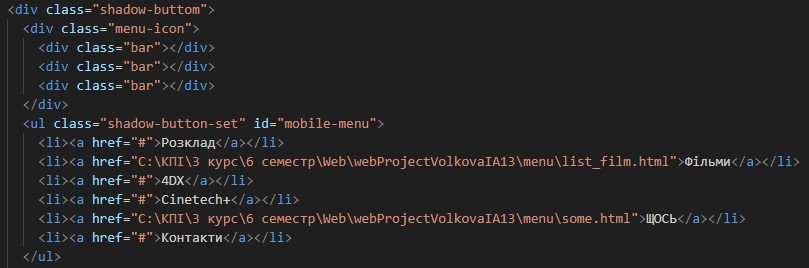 <div class="shadow-buttom">
<div class="menu-icon">
<div class="bar"></div>
<div class="bar"></div>
<div class="bar"></div>
</div>
<ul class="shadow-button-set" id="mobile-menu">
<li><a href="#">Розклад</a></li>
<li><a href="C:\КПІ\3 курс\6 семестр\Web\webProjectVolkovaIA13\menu\list_film.html">Фільми</a></li>
<li><a href="#">4DX</a></li>
<li><a href="#">Cinetech+</a></li>
<li><a href="C:\КПІ\3 курс\6 семестр\Web\webProjectVolkovaIA13\menu\some.html">ЩОСЬ</a></li>
<li><a href="#">Контакти</a></li>
</ul>